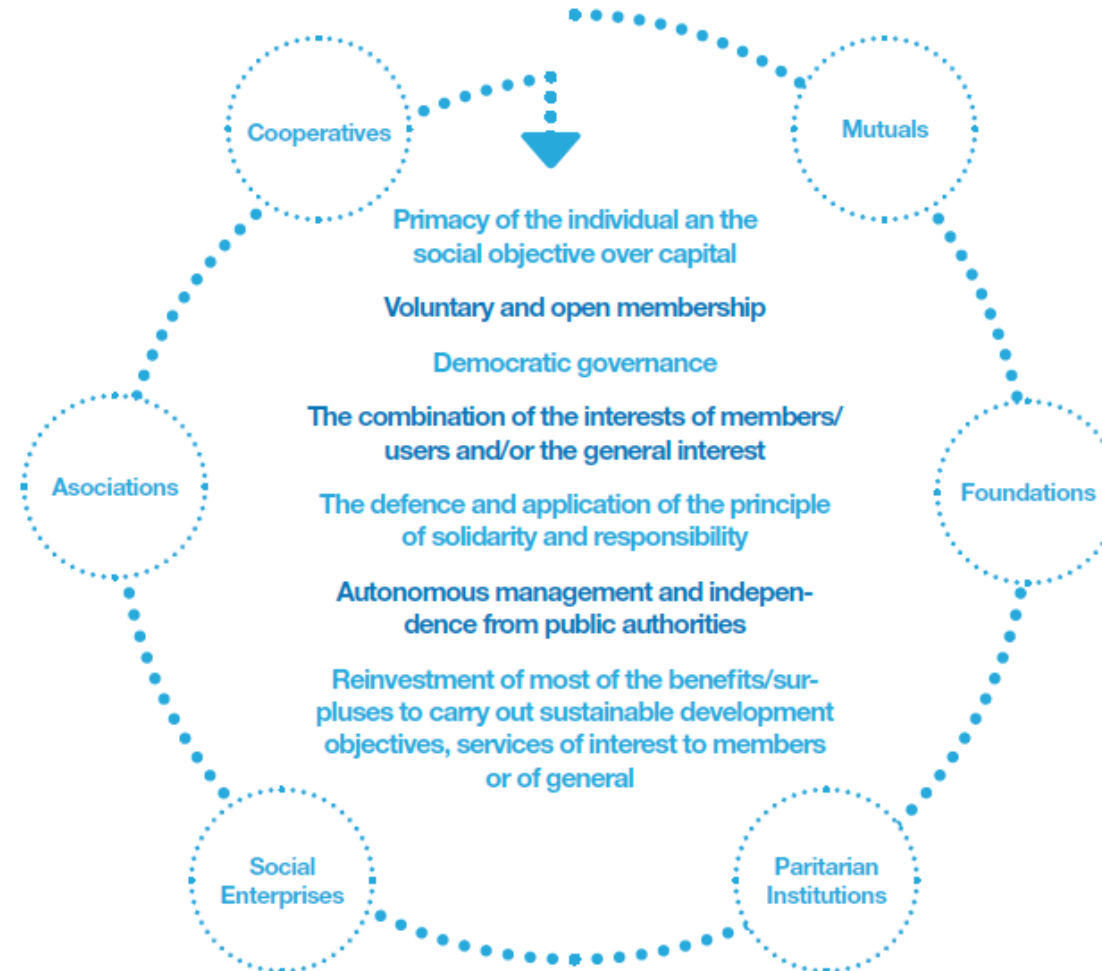 Cooperatives
Mutuals
Primacy of the individual an the
social objective over capital
Voluntary and open membership
Democratic governance
The combination of the interests of members/
users and/or the general interest
Asociations
Foundations
The defence and application of the principle
of solidarity and responsibility
Autonomous management and indepen-
dence from public authorities
Reinvestment of most of the benefits/sur-
pluses to carry out sustainable development
objectives, services of interest to members
or of general
Social
Enterprises
Paritarian
Institutions